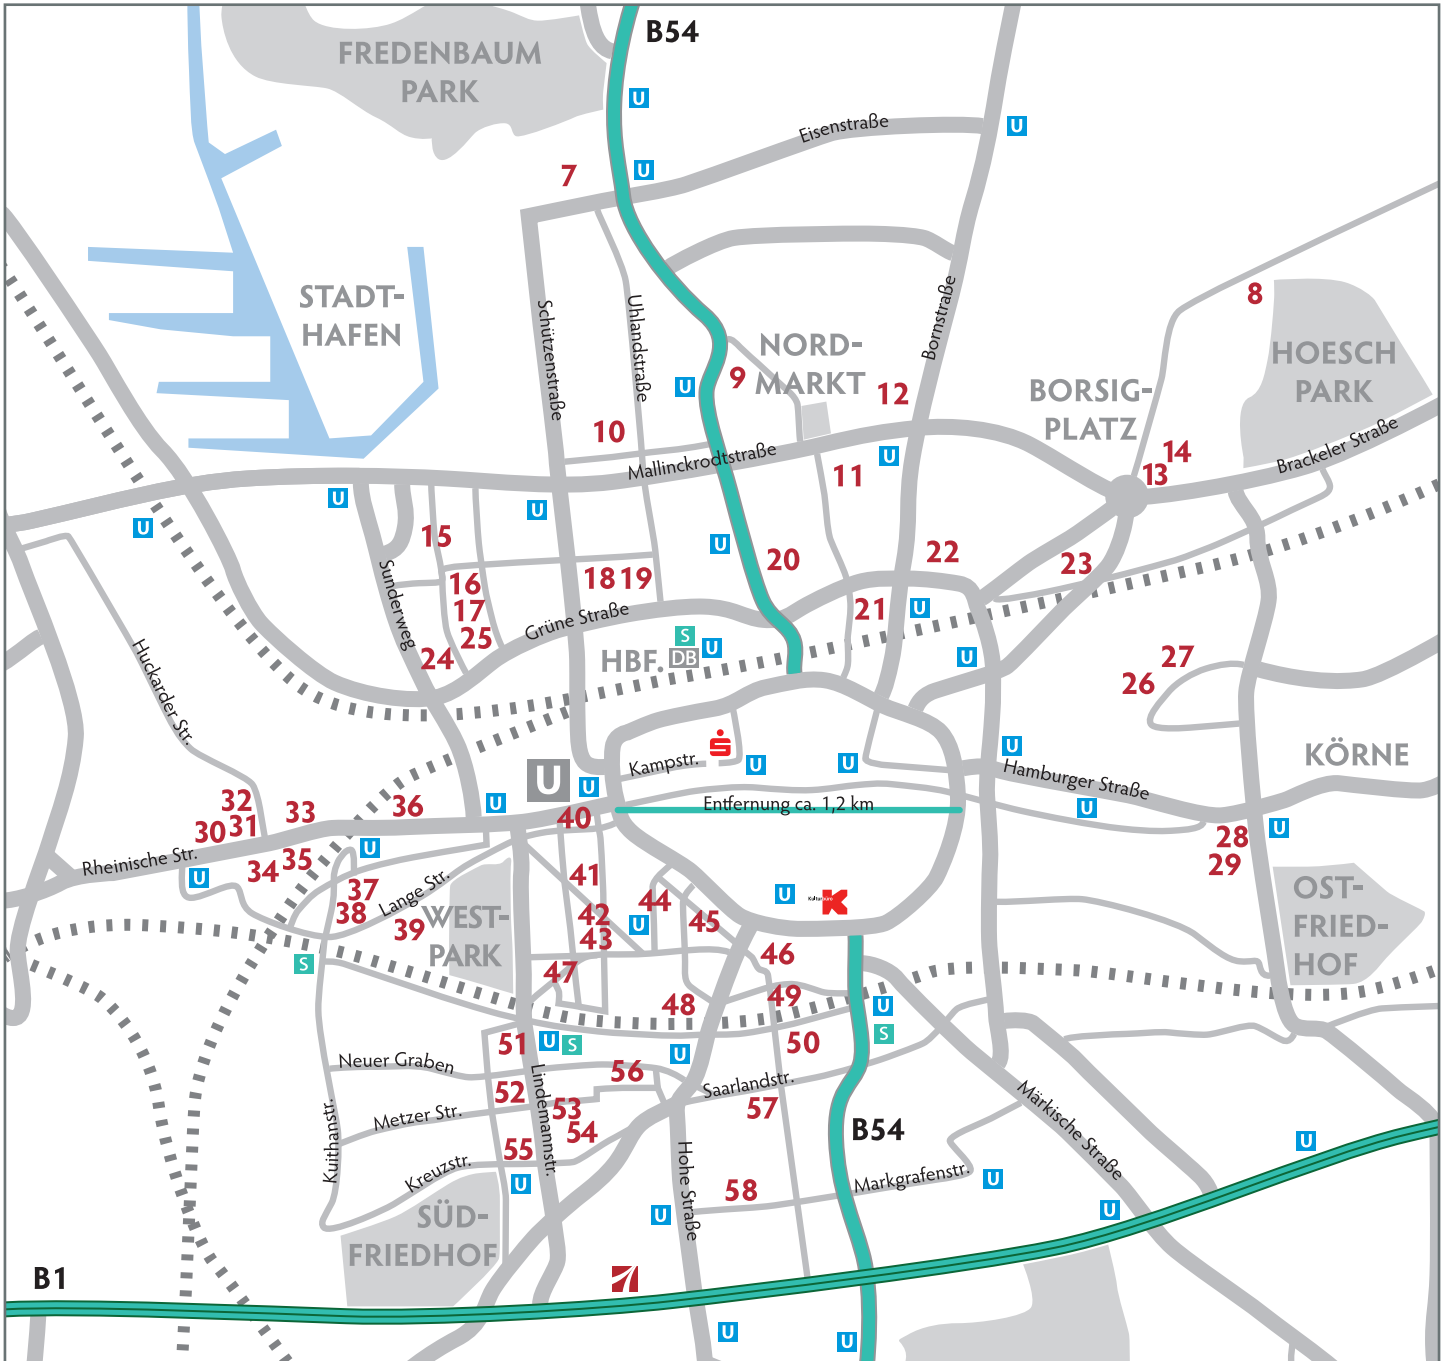 B54
FREDENBAUM
PARK
U
Eisenstraße
U
7
U
STADT-
HAFEN
Schützenstraße
Uhlandstraße
Bornstraße
8
NORD-
MARKT
9
U
12
BORSIG-
PLATZ
HOESCH
PARK
10
Mallinckrodtstraße
U
11
13
14
Brackeler Straße
U
U
U
15
U
20
22
23
16
17
25
24
18
19
Sunderweg
Grüne Straße
21
U
HBF.
S
DB
U
U
27
26
Huckarder Str.
Kampstr.
U
U
U
Hamburger Straße
KÖRNE
U
U
Entfernung ca. 1,2 km
U
U
32
31
30
33
36
40
28
29
U
Rheinische Str.
U
34
35
U
37
38
Lange Str.
39
WEST-
PARK
41
42
43
44
U
45
U
Kulturbüro
K
46
OST-
FRIED-
HOF
S
47
48
49
U
S
50
51
U
S
U
Neuer Graben
52
56
Saarlandstr.
57
Metzer Str.
53
54
Lindemannstr.
Kuithanstr.
55
Kreuzstr.
U
B54
Märkische Straße
U
Hohe Straße
58
Markgrafenstr.
U
U
U
SÜD-
FRIEDHOF
B1
U
U